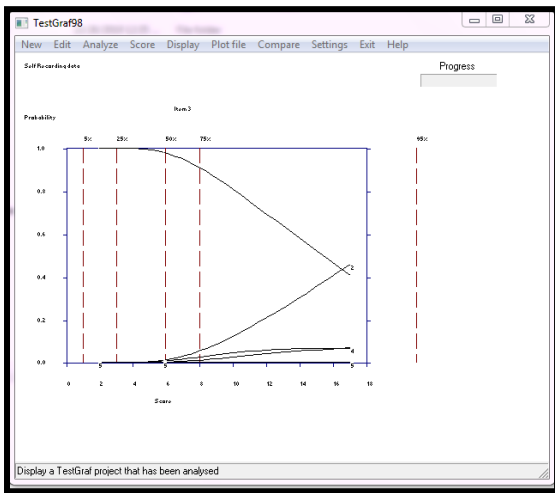 TestGraf98
New Edit Analyze Score Display Plot file Compare Settings Exit Help
Self Recording data
Progress
Item 3
Probability
5% 25% 50% 75% 95%
1.0
0.8
0.6
0.4
0.2
0.0
2
4
5 5 5
0 2 4 6 8 10 12 14 16 18
Score
Display a TestGraf project that has been analysed